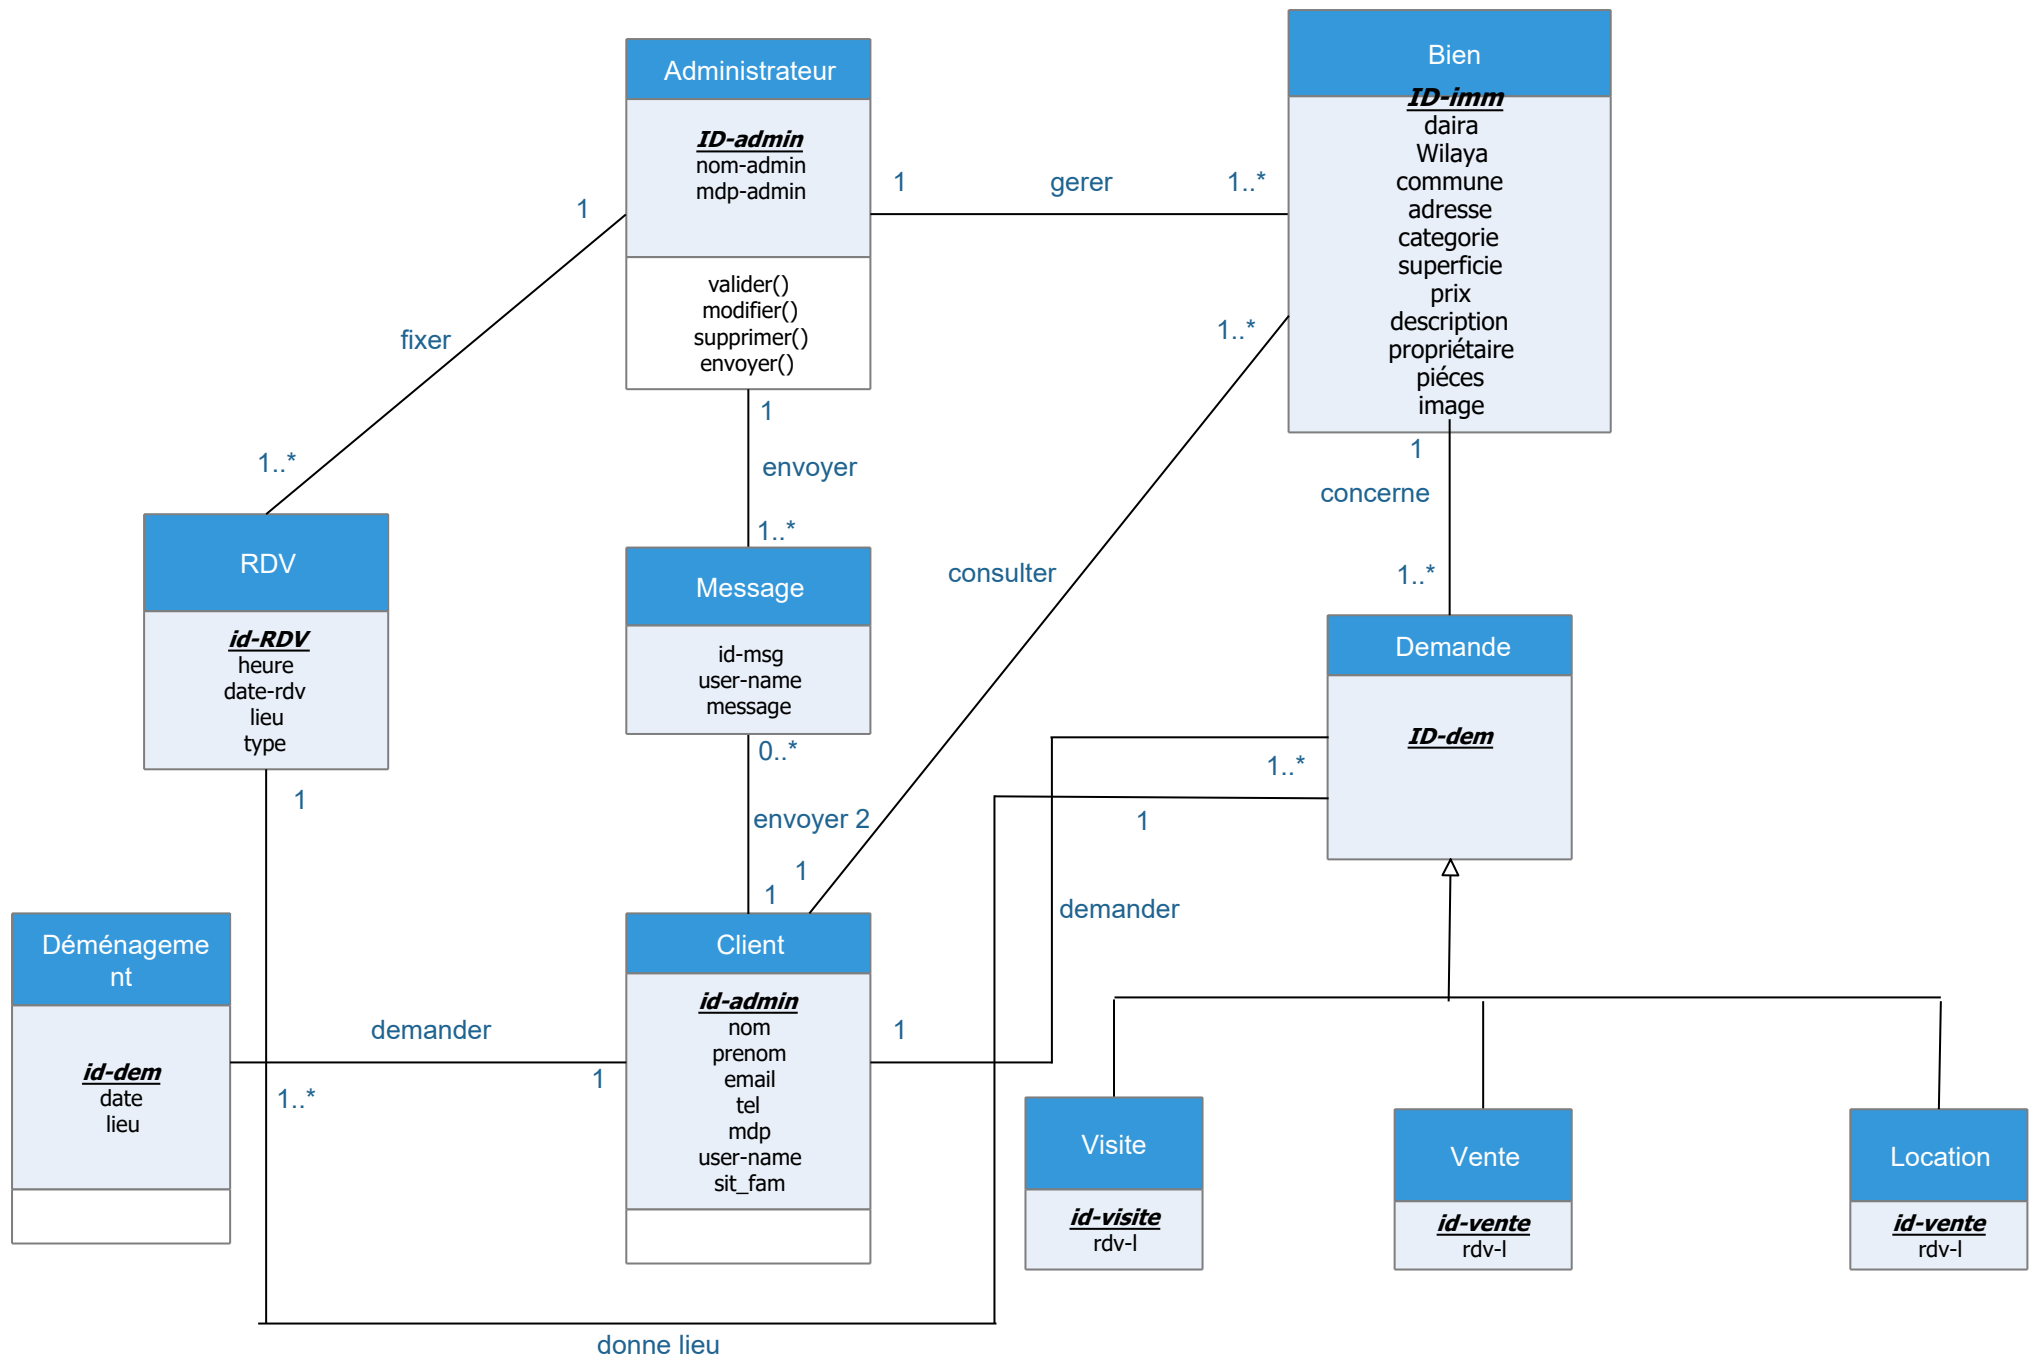 Administrateur
ID-admin
nom-admin
mdp-admin
valider()
modifier()
supprimer()
envoyer()
Bien
ID-imm
daira
Wilaya
commune
adresse
categorie
superficie
prix
description
propriétaire
piéces
image
1
gerer
1..*
1
fixer
1..*
1
envoyer
1..*
1..*
consulter
1
1
concerne
1..*
RDV
id-RDV
heure
date-rdv
lieu
type
1
Message
id-msg
user-name
message
0..*
envoyer 2
1
Demande
ID-dem
1..*
1
demander
Déménageme
nt
id-dem
date
lieu
demander
1..*
1
Client
id-admin
nom
prenom
email
tel
mdp
user-name
sit_fam
1
Visite
id-visite
rdv-l
Vente
id-vente
rdv-l
Location
id-vente
rdv-l
donne lieu